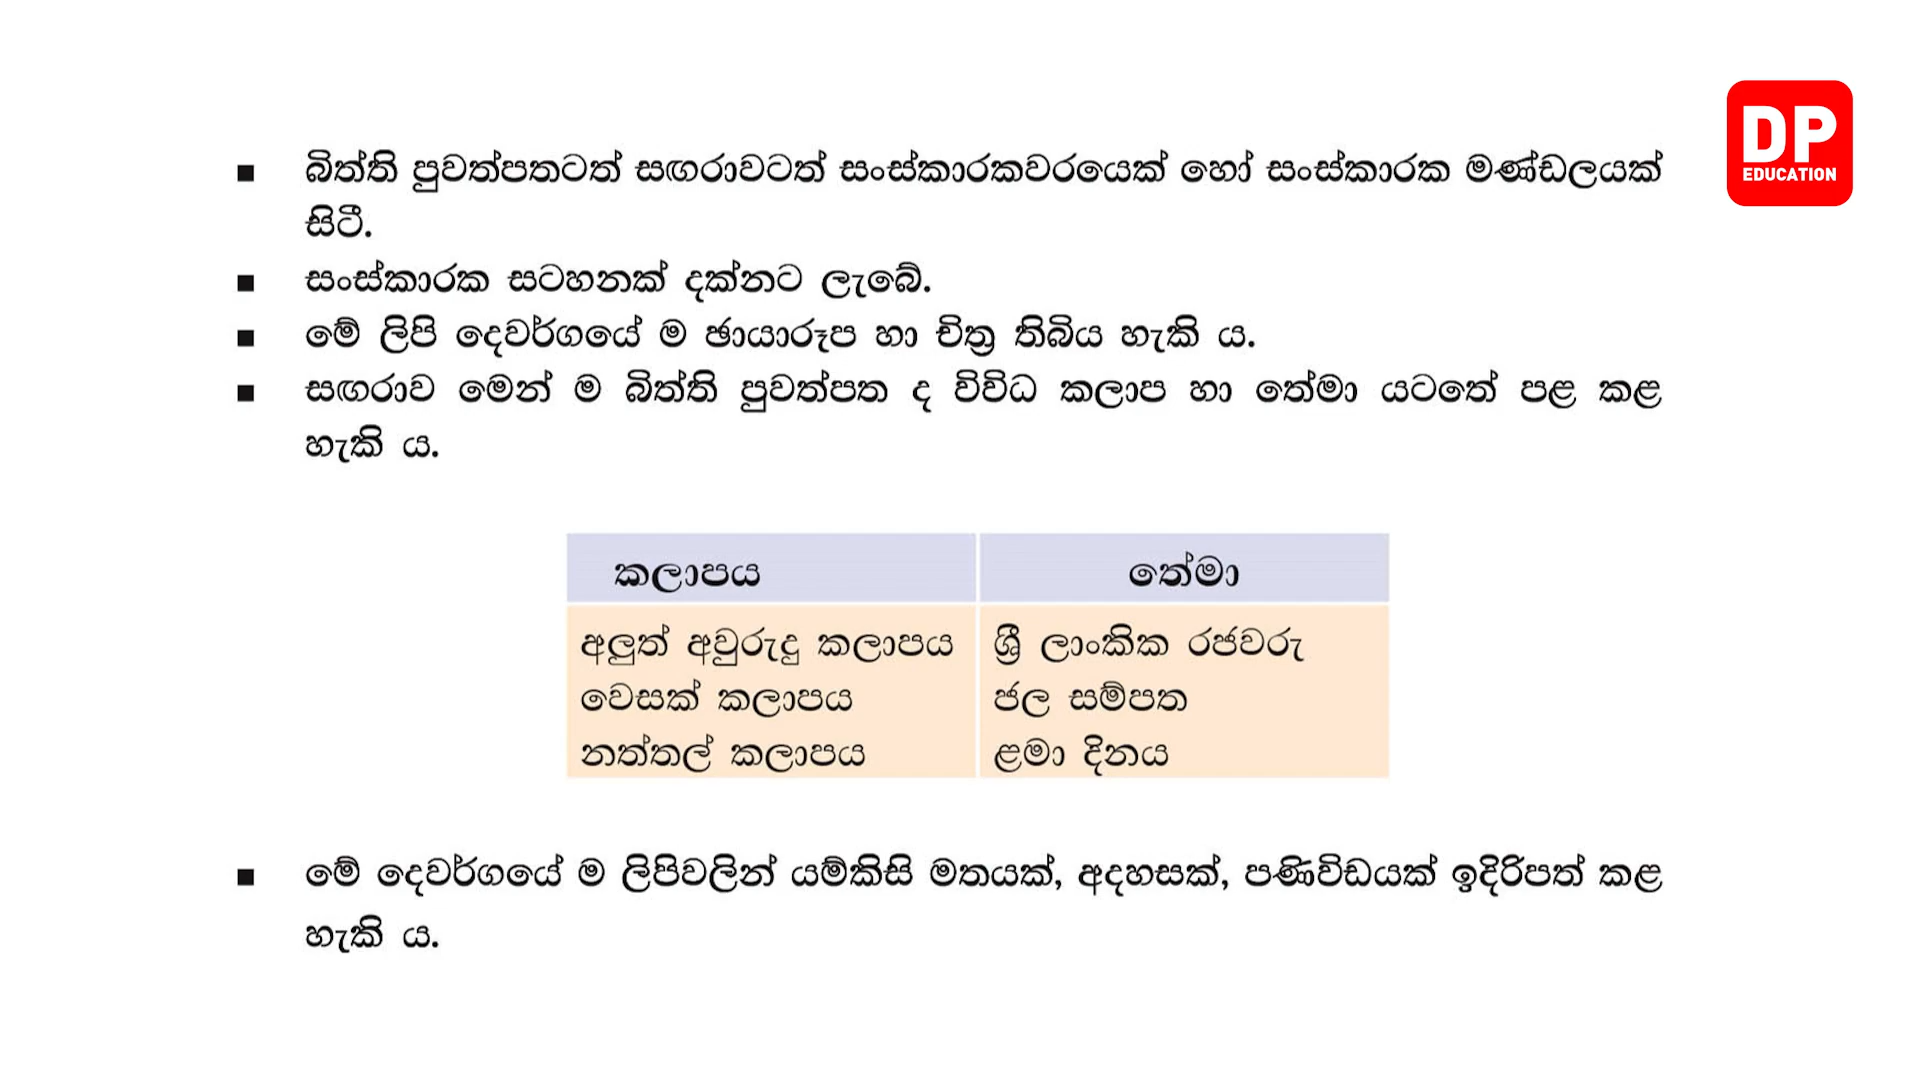 DP
EDUCATION
▪ බිත්ති පුවත්පතටත් සඟරාවටත් සංස්කාරකවරයෙක් හෝ සංස්කාරක මණ්ඩලයක්
සිටී.
▪ සංස්කාරක සටහනක් දක්නට ලැබේ.
▪ මේ ලිපි දෙවර්ගයේ ම ඡායාරූප හා චිත්‍ර තිබිය හැකි ය.
▪ සඟරාව මෙන් ම බිත්ති පුවත්පත ද විවිධ කලාප හා තේමා යටතේ පළ කළ
හැකි ය.
කලාපය තේමා
අලුත් අවුරුදු කලාපය ශ්‍රී ලාංකික රජවරු
වෙසක් කලාපය ජල සම්පත
නත්තල් කලාපය ළමා දිනය
▪ මේ දෙවර්ගයේ ම ලිපිවලින් යම්කිසි මතයක්, අදහසක්, පණිවිඩයක් ඉදිරිපත් කළ
හැකි ය.